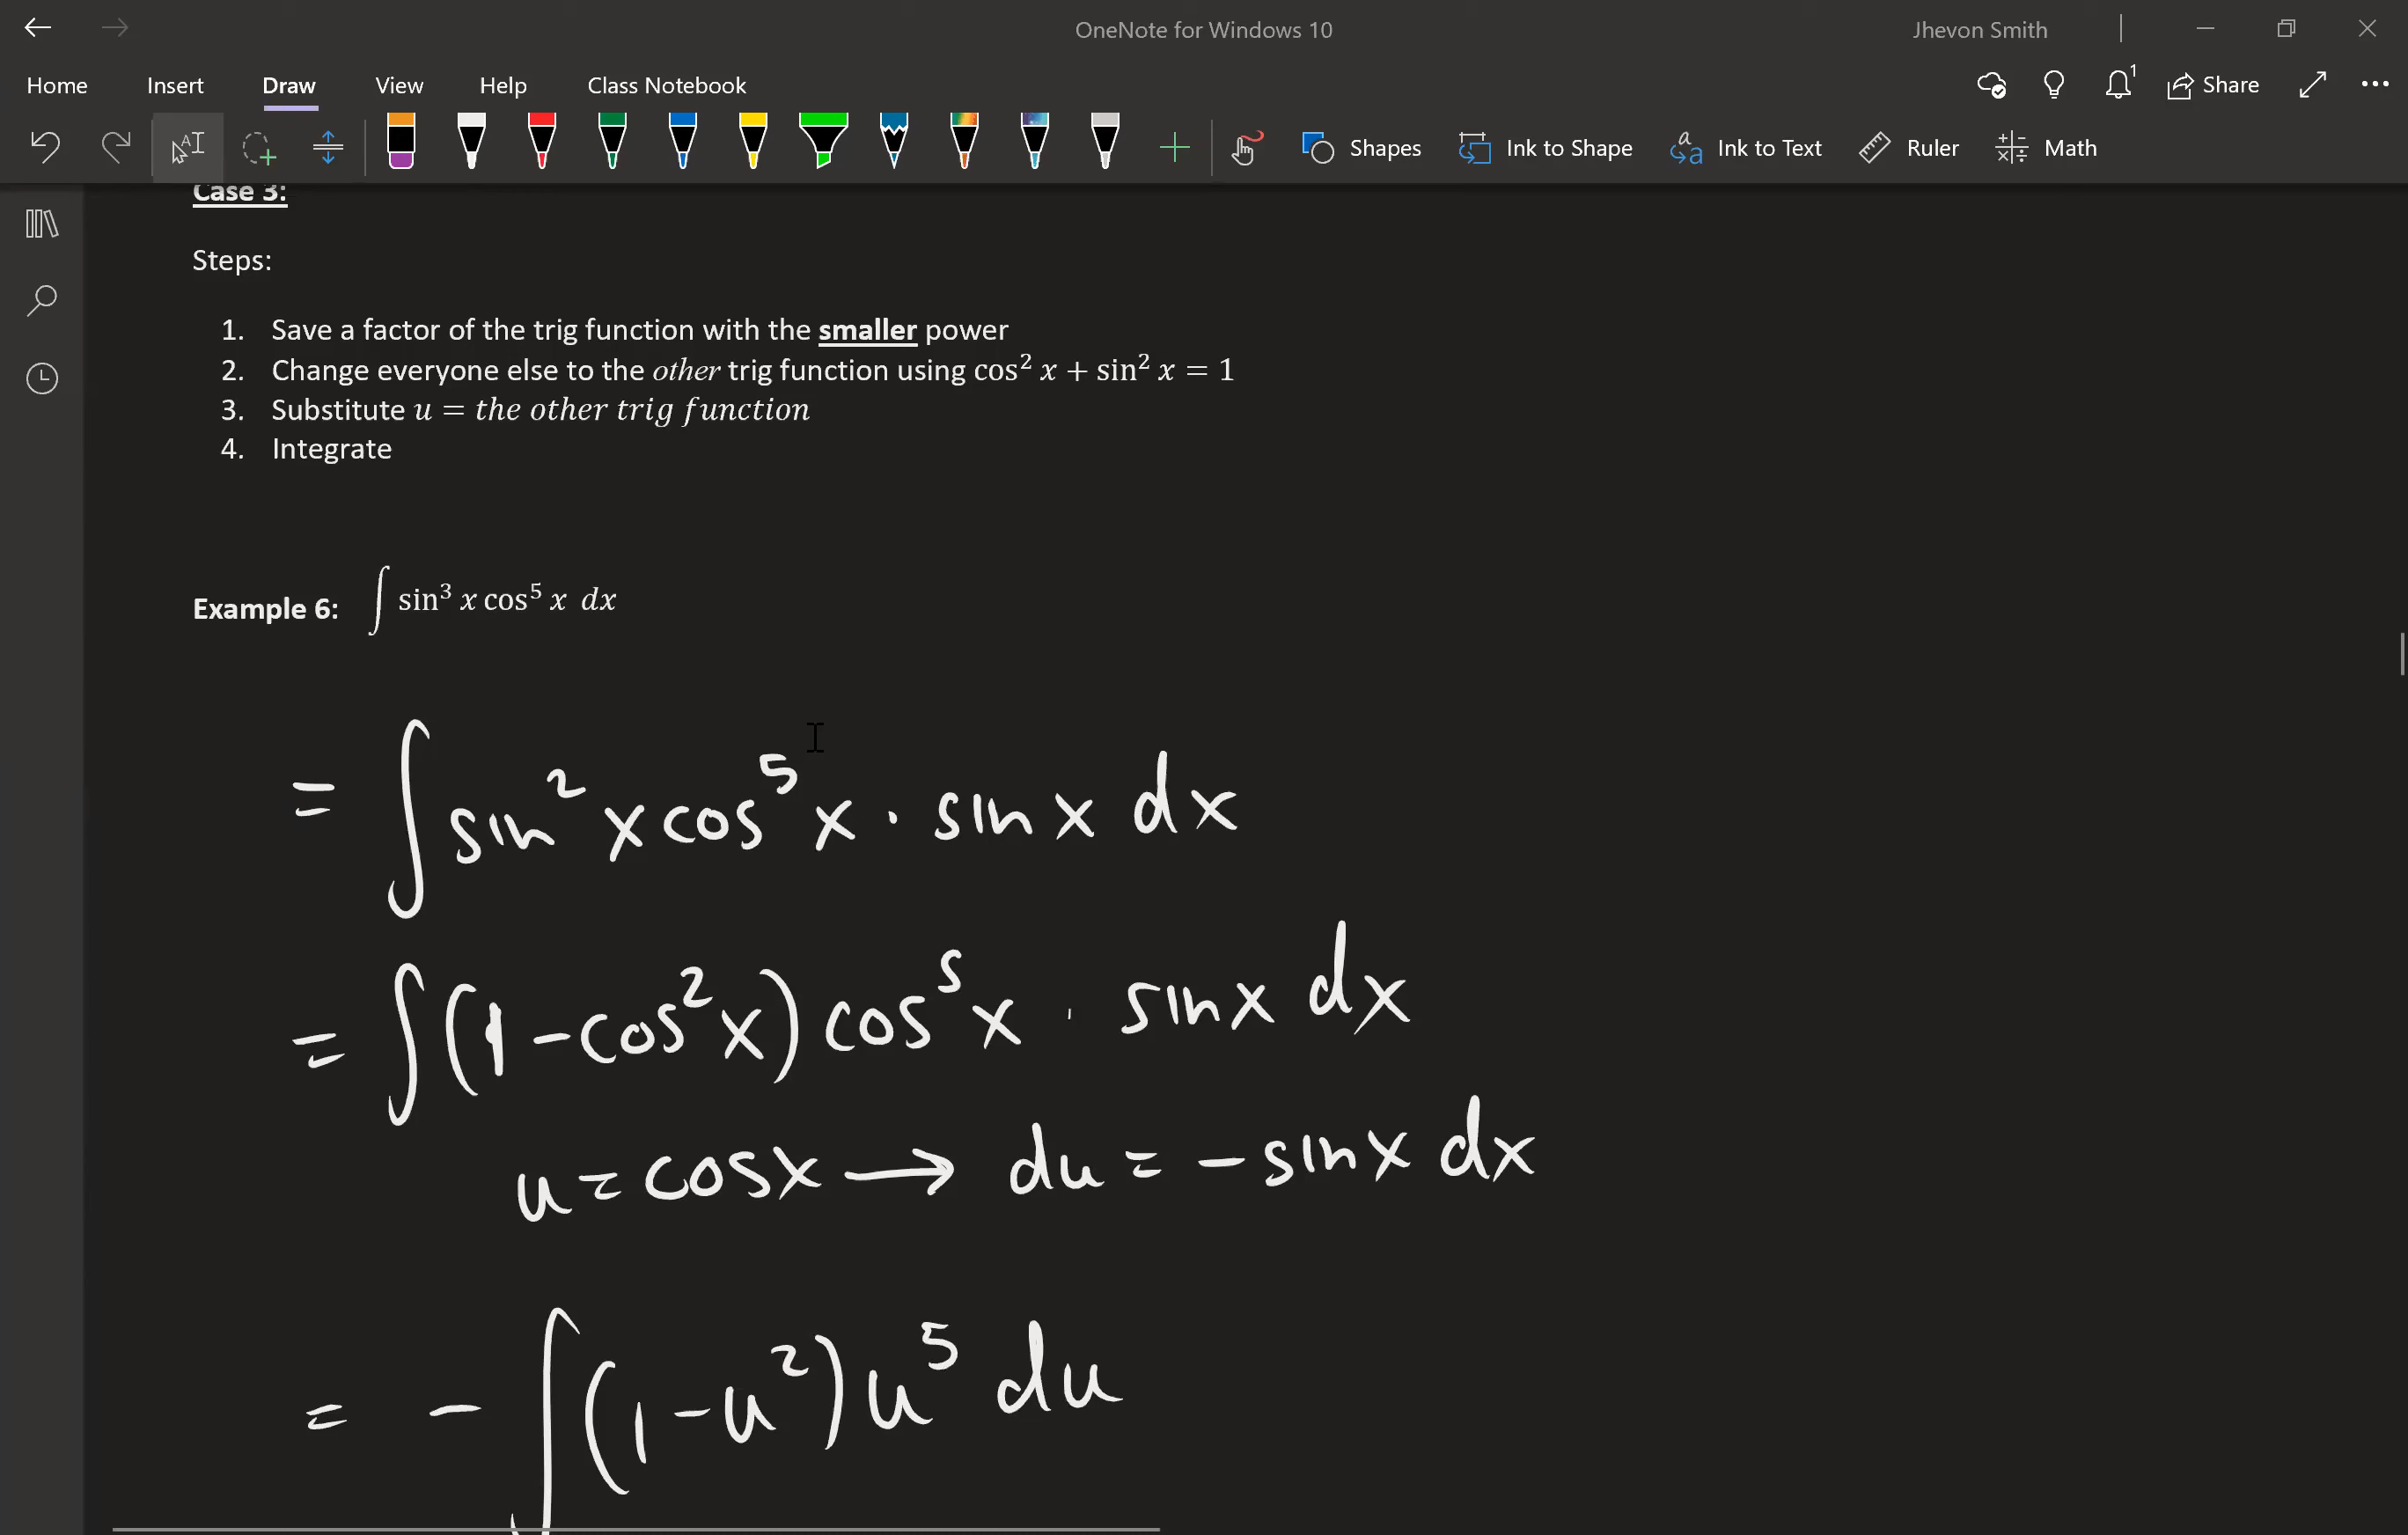 OneNote for Windows 10
Jhevon Smith
Home Insert Draw View Help Class Notebook
1 Share
Shapes Ink to Shape Ink to Text Ruler Math
Case 3:
Steps:
1. Save a factor of the trig function with the smaller power
2. Change everyone else to the other trig function using cos² x + sin² x = 1
3. Substitute u = the other trig function
4. Integrate
Example 6: ∫ sin³ x cos⁵ x dx
= ∫ sin² x cos⁵ x · sin x dx
= ∫ (1 - cos² x) cos⁵ x · sin x dx
u = cos x → du = - sin x dx
= - ∫ (1 - u²) u⁵ du